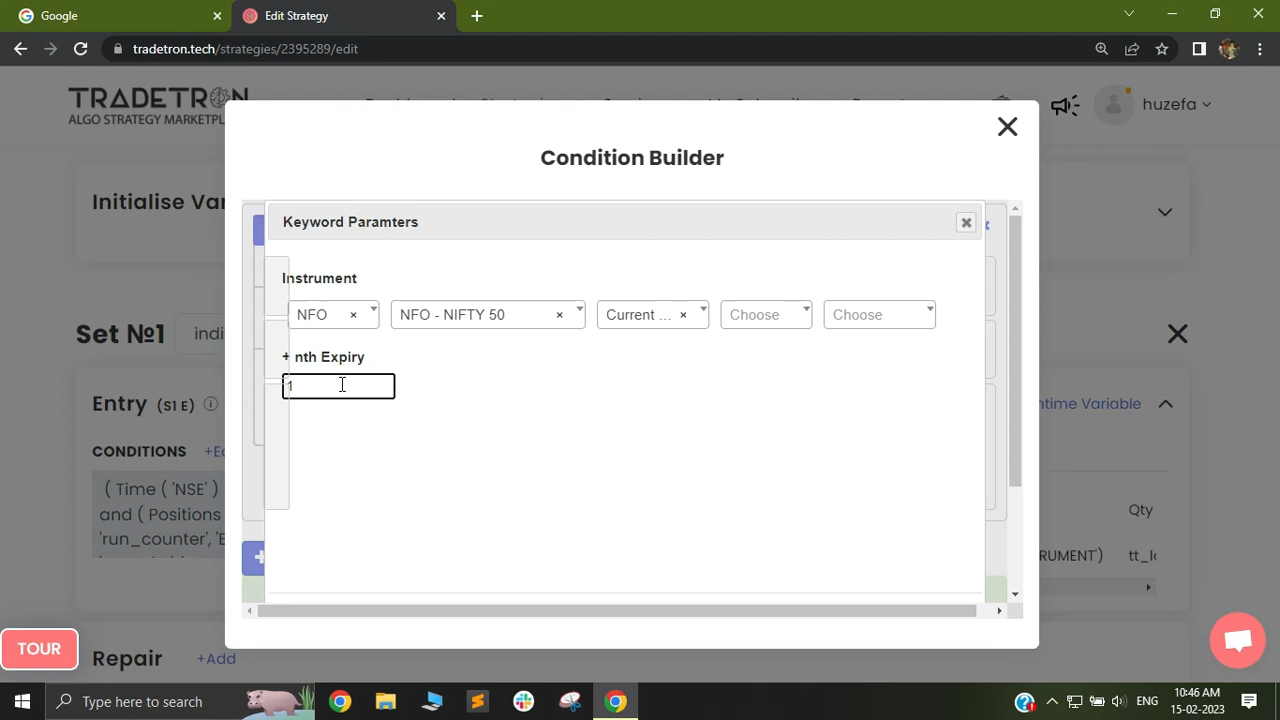 Google
Edit Strategy
tradetron.tech/strategies/2395289/edit
TRADETRON
ALGO STRATEGY MARKETPL
huzefa
Condition Builder
Initialise Var
Keyword Paramters
Instrument
NFO × NFO - NIFTY 50 × Current ... × Choose Choose
Set №1 indi
+ nth Expiry
1
Entry (S1 E)
ntime Variable
CONDITIONS +Ed
( Time ( 'NSE' )
and ( Positions
'run_counter',
Qty
TRUMENT')
Repair +Add
TOUR
Type here to search
ENG
10:46 AM
15-02-2023